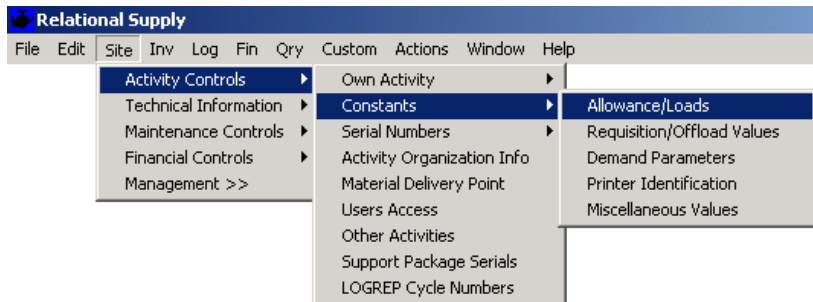 Relational Supply
File Edit Site Inv Log Fin Qry Custom Actions Window Help
Activity Controls
Technical Information
Maintenance Controls
Financial Controls
Management >>
Own Activity
Constants
Serial Numbers
Activity Organization Info
Material Delivery Point
Users Access
Other Activities
Support Package Serials
LOGREP Cycle Numbers
Allowance/Loads
Requisition/Offload Values
Demand Parameters
Printer Identification
Miscellaneous Values